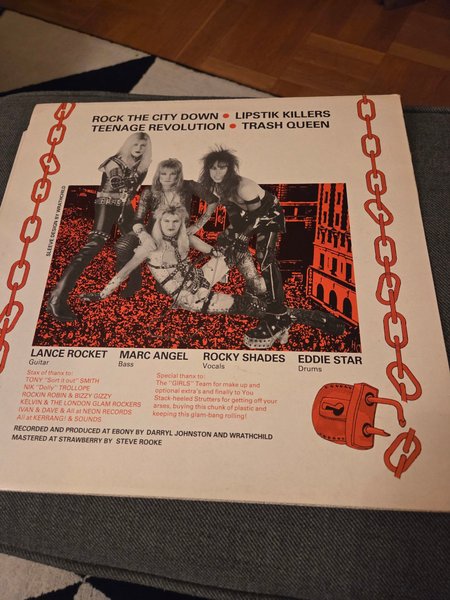 ROCK THE CITY DOWN • LIPSTIK KILLERS
TEENAGE REVOLUTION • TRASH QUEEN
SLEEVE DESIGN BY WRATHCHILD
LANCE ROCKET MARC ANGEL ROCKY SHADES EDDIE STAR
Guitar Bass Vocals Drums
Stax of thanx to:
TONY "Sort it out" SMITH
NIK "Dolly" TROLLOPE
ROCKIN ROBIN & BIZZY GIZZY
KELVIN & THE LONDON GLAM ROCKERS
IVAN & DAVE & All at NEON RECORDS
All at KERRANG! & SOUNDS
Special thanx to:
The "GIRLS" Team for make up and
optional extra's and finally to You
Stack-heeled Strutters for getting off your
arses, buying this chunk of plastic and
keeping this glam-bang rolling!
RECORDED AND PRODUCED AT EBONY BY DARRYL JOHNSTON AND WRATHCHILD
MASTERED AT STRAWBERRY BY STEVE ROOKE